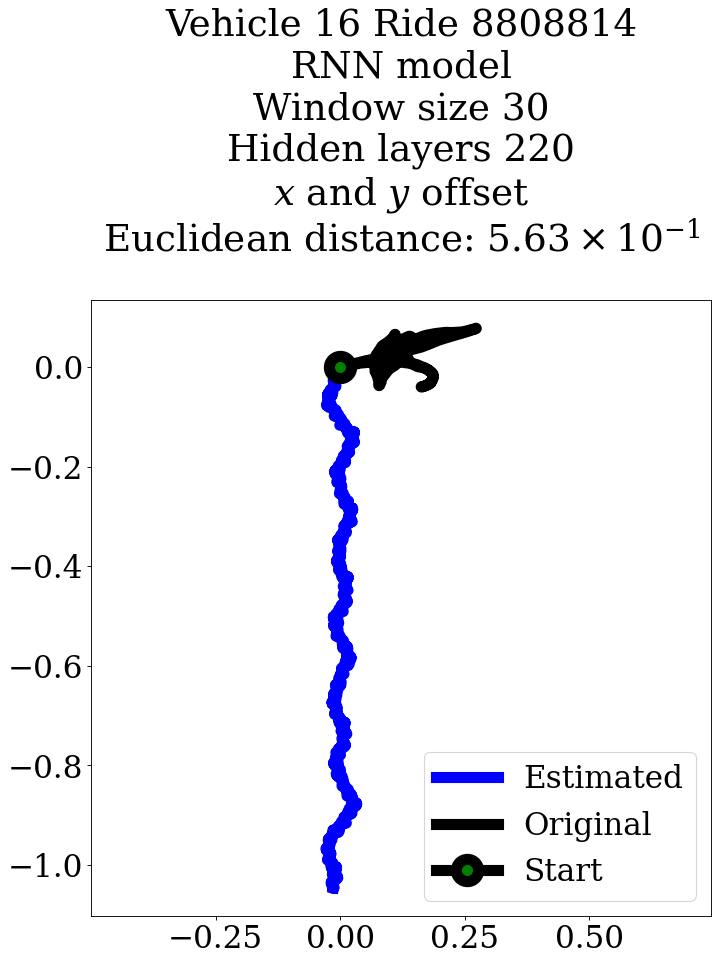 Vehicle 16 Ride 8808814
RNN model
Window size 30
Hidden layers 220
x and y offset
Euclidean distance: 5.63 × 10⁻¹
0.0
−0.2
−0.4
−0.6
−0.8
−1.0
−0.25 0.00 0.25 0.50
Estimated
Original
Start